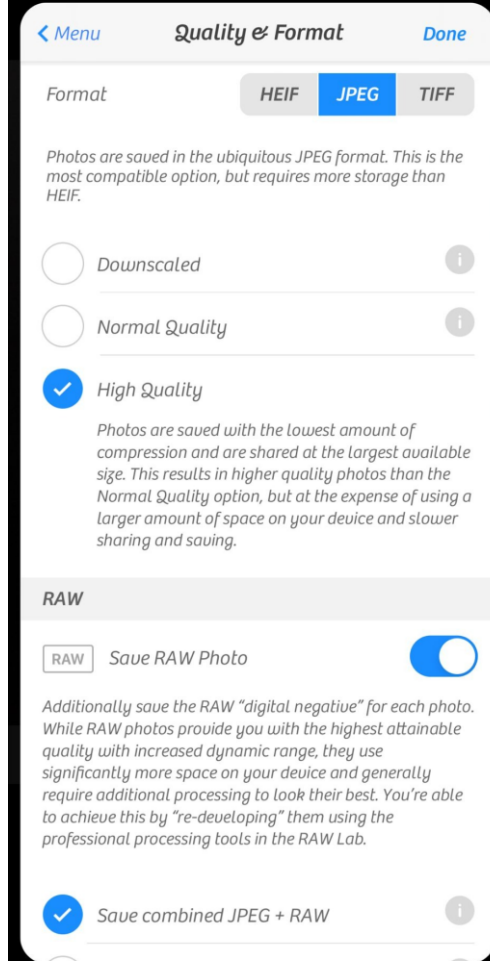 Menu
Quality & Format
Done
Format
HEIF
JPEG
TIFF
Photos are saved in the ubiquitous JPEG format. This is the
most compatible option, but requires more storage than
HEIF.
Downscaled
i
Normal Quality
i
High Quality
Photos are saved with the lowest amount of
compression and are shared at the largest available
size. This results in higher quality photos than the
Normal Quality option, but at the expense of using a
larger amount of space on your device and slower
sharing and saving.
RAW
RAW
Save RAW Photo
Additionally save the RAW “digital negative” for each photo.
While RAW photos provide you with the highest attainable
quality with increased dynamic range, they use
significantly more space on your device and generally
require additional processing to look their best. You’re able
to achieve this by “re-developing” them using the
professional processing tools in the RAW Lab.
Save combined JPEG + RAW
i